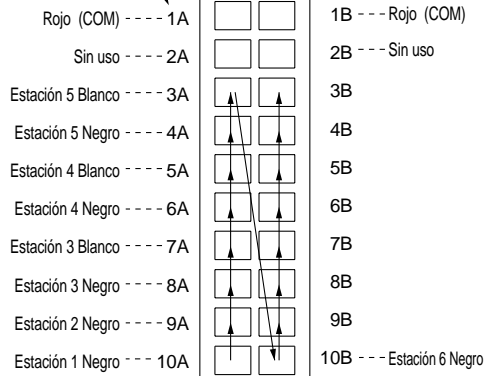 Rojo (COM) ---- 1A
1B --- Rojo (COM)
Sin uso ---- 2A
2B --- Sin uso
Estación 5 Blanco ---- 3A
3B
Estación 5 Negro ---- 4A
4B
Estación 4 Blanco ---- 5A
5B
Estación 4 Negro ---- 6A
6B
Estación 3 Blanco ---- 7A
7B
Estación 3 Negro ---- 8A
8B
Estación 2 Negro ---- 9A
9B
Estación 1 Negro --- 10A
10B --- Estación 6 Negro